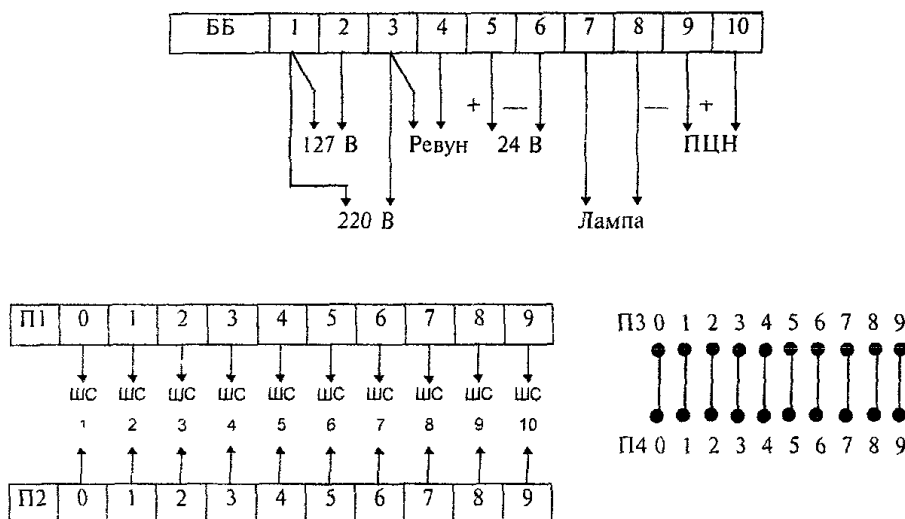 ББ 1 2 3 4 5 6 7 8 9 10
+ — — +
127 В Ревун 24 В ПЦН
220 В Лампа
П1 0 1 2 3 4 5 6 7 8 9
ШС ШС ШС ШС ШС ШС ШС ШС ШС ШС
1 2 3 4 5 6 7 8 9 10
П2 0 1 2 3 4 5 6 7 8 9
П3 0 1 2 3 4 5 6 7 8 9
П4 0 1 2 3 4 5 6 7 8 9